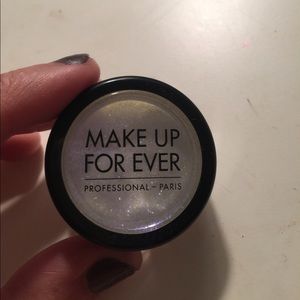 MAKE UP
FOR EVER
PROFESSIONAL – PARIS